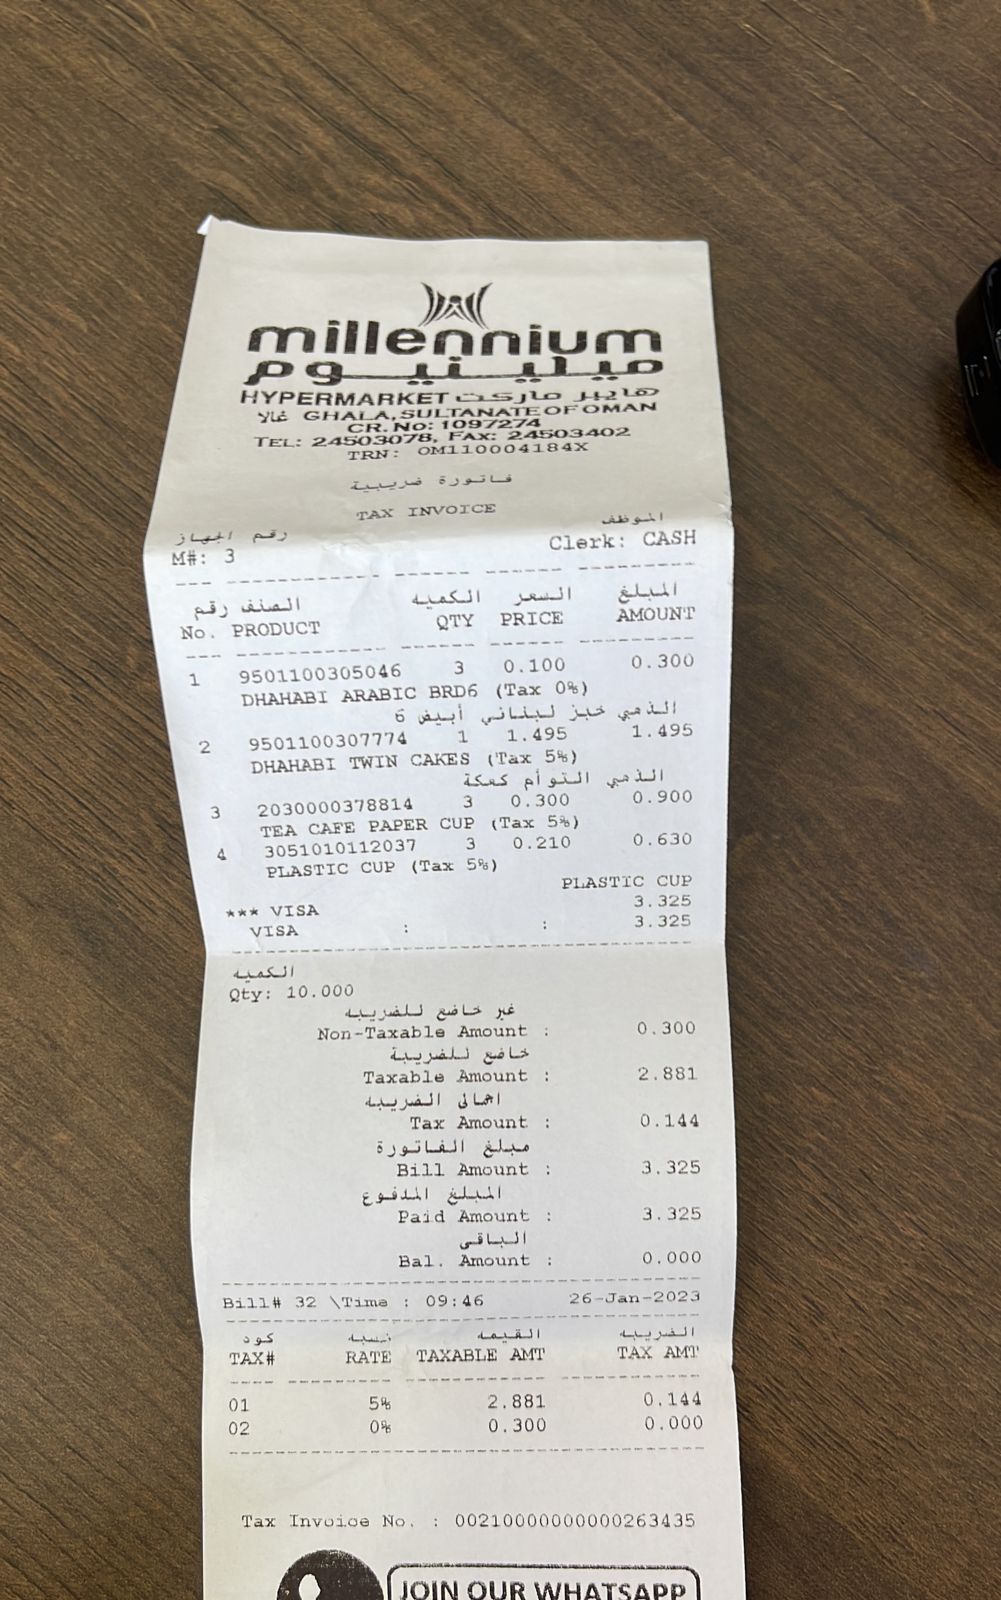 millennium
ميلينيوم
HYPERMARKET هايبر ماركت
غالا GHALA, SULTANATE OF OMAN
CR. No: 1097274
TEL: 24503078, FAX: 24503402
TRN: OM110004184X
فاتورة ضريبية
TAX INVOICE
رقم الجهاز الموظف
M#: 3 Clerk: CASH
الصنف رقم الكميه السعر المبلغ
No. PRODUCT QTY PRICE AMOUNT
1 9501100305046 3 0.100 0.300
DHAHABI ARABIC BRD6 (Tax 0%)
الذهبي خبز لبناني أبيض 6
2 9501100307774 1 1.495 1.495
DHAHABI TWIN CAKES (Tax 5%)
الذهبي التوأم كعكة
3 2030000378814 3 0.300 0.900
TEA CAFE PAPER CUP (Tax 5%)
4 3051010112037 3 0.210 0.630
PLASTIC CUP (Tax 5%)
PLASTIC CUP
*** VISA 3.325
VISA : : 3.325
الكميه
Qty: 10.000
غير خاضع للضريبه
Non-Taxable Amount : 0.300
خاضع للضريبة
Taxable Amount : 2.881
اجمالى الضريبه
Tax Amount : 0.144
مبلغ الفاتورة
Bill Amount : 3.325
المبلغ المدفوع
Paid Amount : 3.325
الباقى
Bal. Amount : 0.000
Bill# 32 \Time : 09:46 26-Jan-2023
كود نسبه القيمه الضريبه
TAX# RATE TAXABLE AMT TAX AMT
01 5% 2.881 0.144
02 0% 0.300 0.000
Tax Invoice No. : 00210000000000263435
JOIN OUR WHATSAPP